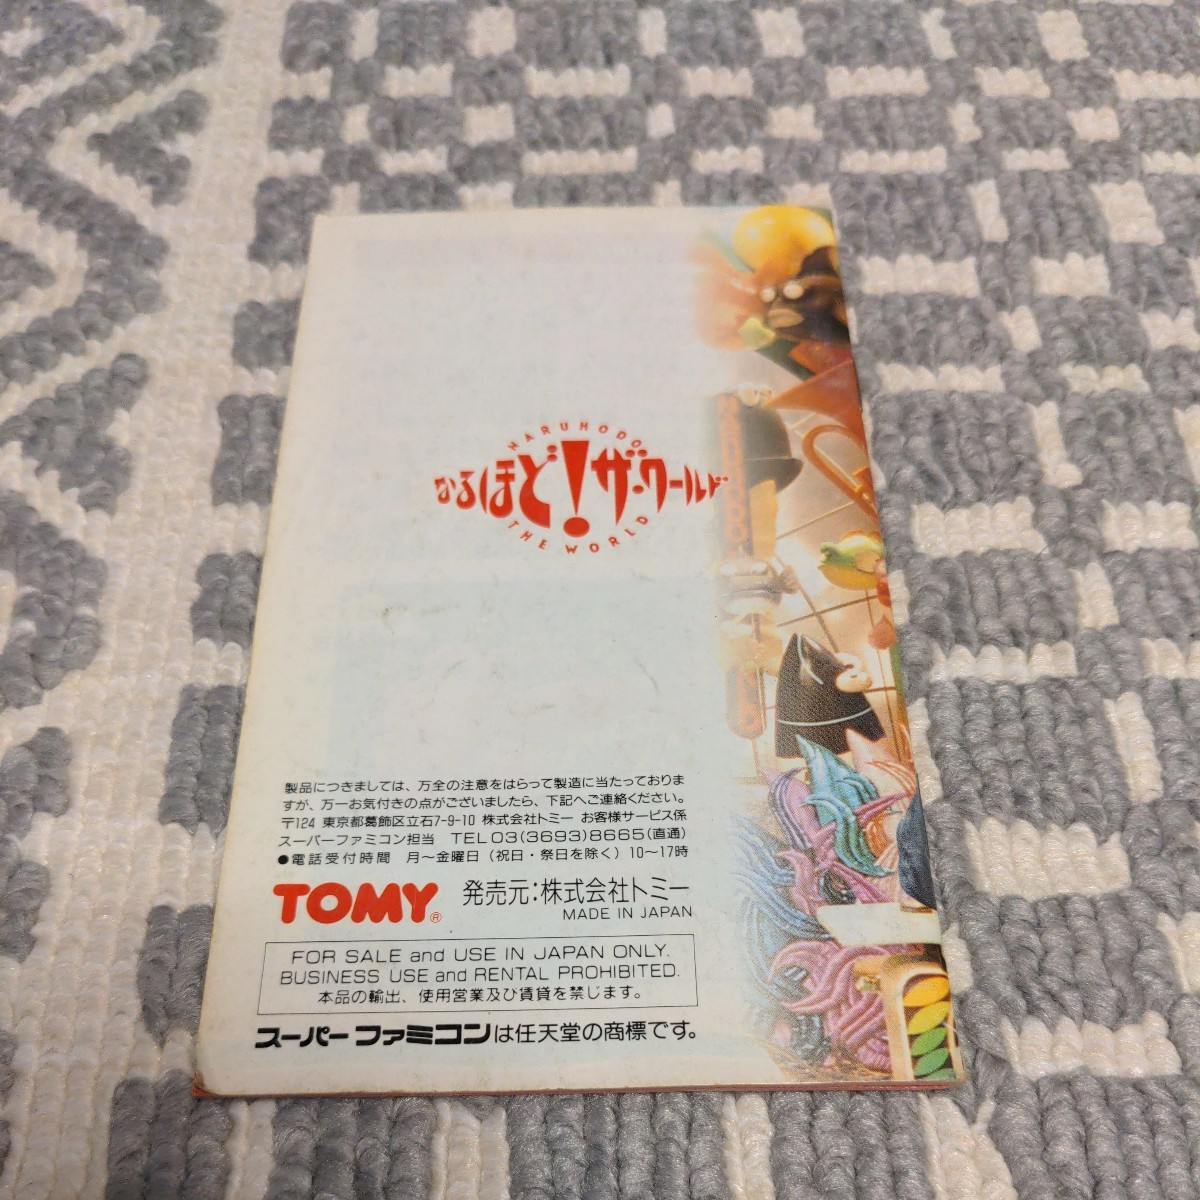 NARUHODO
なるほど!ザ・ワールド
THE WORLD
製品につきましては、万全の注意をはらって製造に当たっておりま
すが、万一お気付きの点がございましたら、下記へご連絡ください。
〒124 東京都葛飾区立石7-9-10 株式会社トミー お客様サービス係
スーパーファミコン担当 TEL03(3693)8665(直通)
●電話受付時間 月〜金曜日(祝日・祭日を除く)10〜17時
TOMY® 発売元:株式会社トミー
MADE IN JAPAN
FOR SALE and USE IN JAPAN ONLY.
BUSINESS USE and RENTAL PROHIBITED.
本品の輸出、使用営業及び賃貸を禁じます。
スーパーファミコンは任天堂の商標です。